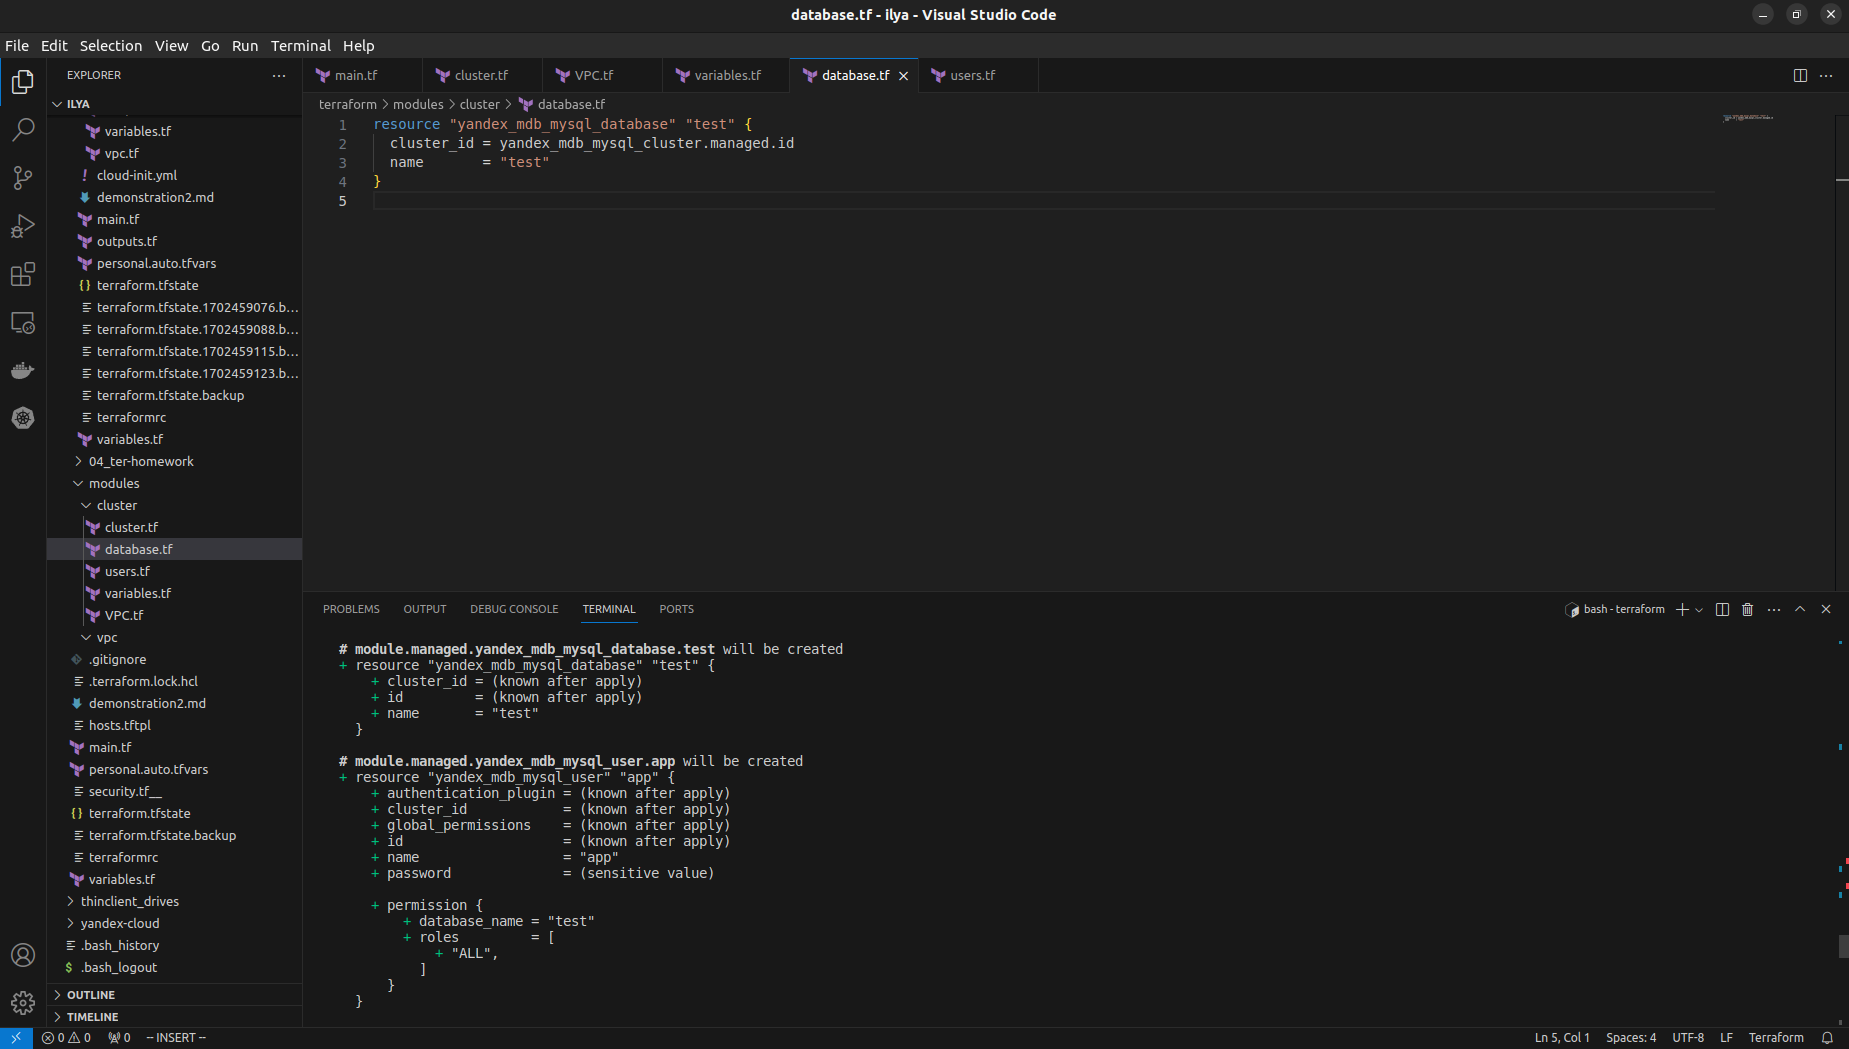 database.tf - ilya - Visual Studio Code
File Edit Selection View Go Run Terminal Help
EXPLORER
ILYA
variables.tf
vpc.tf
! cloud-init.yml
demonstration2.md
main.tf
outputs.tf
personal.auto.tfvars
{} terraform.tfstate
terraform.tfstate.1702459076.b...
terraform.tfstate.1702459088.b...
terraform.tfstate.1702459115.b...
terraform.tfstate.1702459123.b...
terraform.tfstate.backup
terraformrc
variables.tf
04_ter-homework
modules
cluster
cluster.tf
database.tf
users.tf
variables.tf
VPC.tf
vpc
.gitignore
.terraform.lock.hcl
demonstration2.md
hosts.tftpl
main.tf
personal.auto.tfvars
security.tf__
{} terraform.tfstate
terraform.tfstate.backup
terraformrc
variables.tf
thinclient_drives
yandex-cloud
.bash_history
$ .bash_logout
OUTLINE
TIMELINE
main.tf cluster.tf VPC.tf variables.tf database.tf users.tf
terraform > modules > cluster > database.tf
1 resource "yandex_mdb_mysql_database" "test" {
2 cluster_id = yandex_mdb_mysql_cluster.managed.id
3 name = "test"
4 }
5
PROBLEMS OUTPUT DEBUG CONSOLE TERMINAL PORTS
bash - terraform
# module.managed.yandex_mdb_mysql_database.test will be created
+ resource "yandex_mdb_mysql_database" "test" {
+ cluster_id = (known after apply)
+ id = (known after apply)
+ name = "test"
}
# module.managed.yandex_mdb_mysql_user.app will be created
+ resource "yandex_mdb_mysql_user" "app" {
+ authentication_plugin = (known after apply)
+ cluster_id = (known after apply)
+ global_permissions = (known after apply)
+ id = (known after apply)
+ name = "app"
+ password = (sensitive value)
+ permission {
+ database_name = "test"
+ roles = [
+ "ALL",
]
}
}
0 0 0 -- INSERT -- Ln 5, Col 1 Spaces: 4 UTF-8 LF Terraform